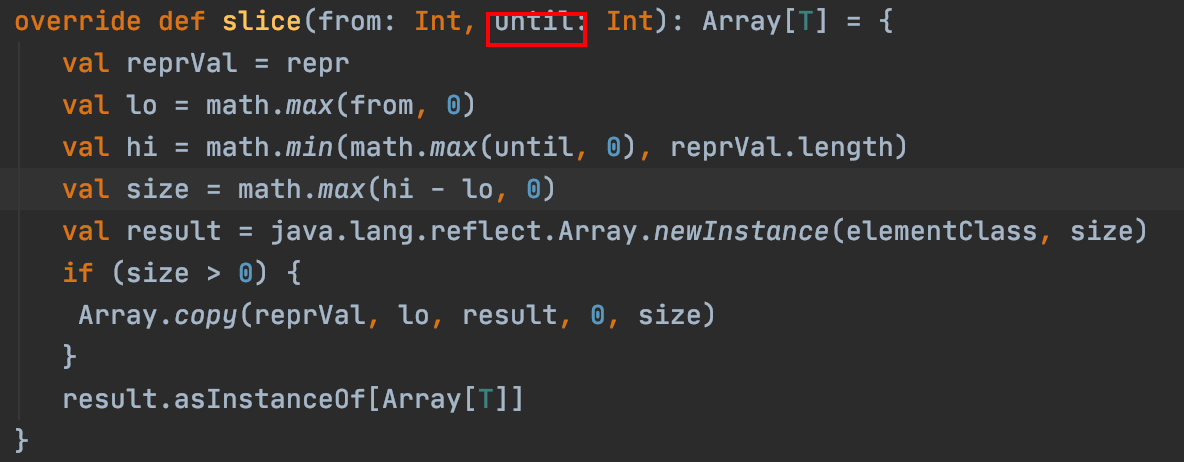 override def slice(from: Int, until: Int): Array[T] = {
val reprVal = repr
val lo = math.max(from, 0)
val hi = math.min(math.max(until, 0), reprVal.length)
val size = math.max(hi - lo, 0)
val result = java.lang.reflect.Array.newInstance(elementClass, size)
if (size > 0) {
Array.copy(reprVal, lo, result, 0, size)
}
result.asInstanceOf[Array[T]]
}